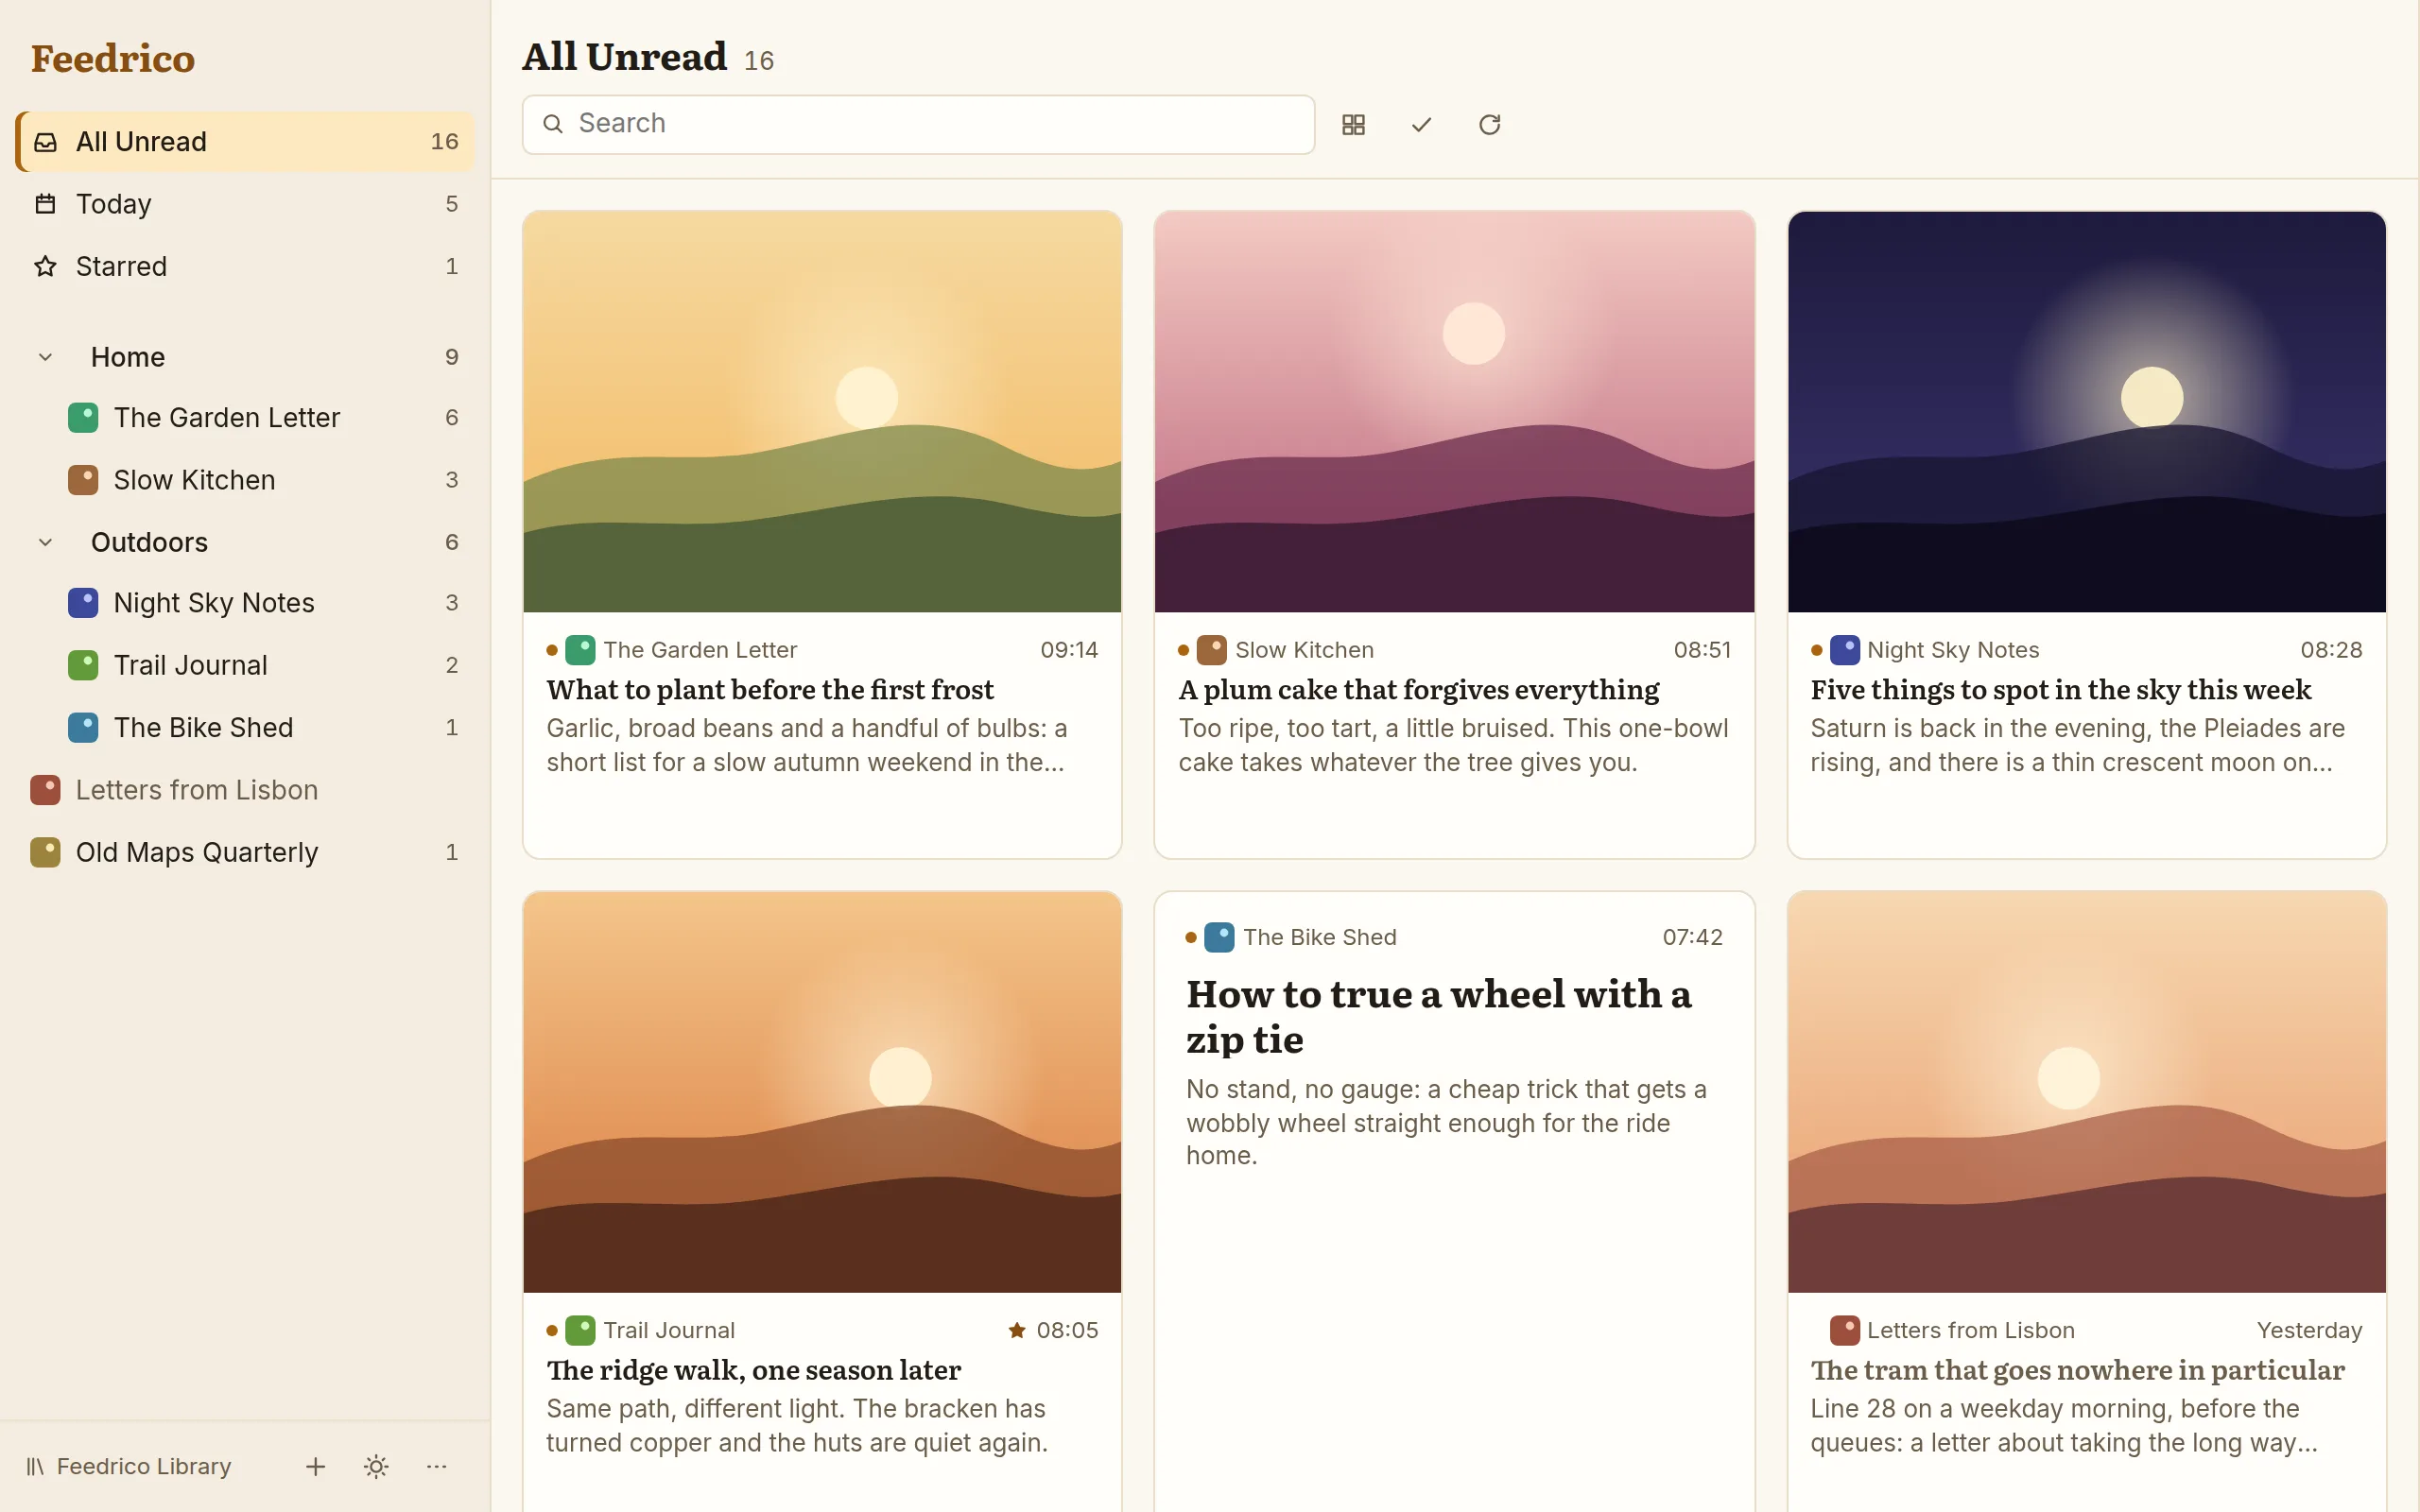 Feedrico
All Unread 16
Today 5
Starred 1
Home 9
The Garden Letter 6
Slow Kitchen 3
Outdoors 6
Night Sky Notes 3
Trail Journal 2
The Bike Shed 1
Letters from Lisbon
Old Maps Quarterly 1
Feedrico Library
All Unread 16
Search
The Garden Letter 09:14
What to plant before the first frost
Garlic, broad beans and a handful of bulbs: a
short list for a slow autumn weekend in the...
Slow Kitchen 08:51
A plum cake that forgives everything
Too ripe, too tart, a little bruised. This one-bowl
cake takes whatever the tree gives you.
Night Sky Notes 08:28
Five things to spot in the sky this week
Saturn is back in the evening, the Pleiades are
rising, and there is a thin crescent moon on...
Trail Journal 08:05
The ridge walk, one season later
Same path, different light. The bracken has
turned copper and the huts are quiet again.
The Bike Shed 07:42
How to true a wheel with a
zip tie
No stand, no gauge: a cheap trick that gets a
wobbly wheel straight enough for the ride
home.
Letters from Lisbon Yesterday
The tram that goes nowhere in particular
Line 28 on a weekday morning, before the
queues: a letter about taking the long way...